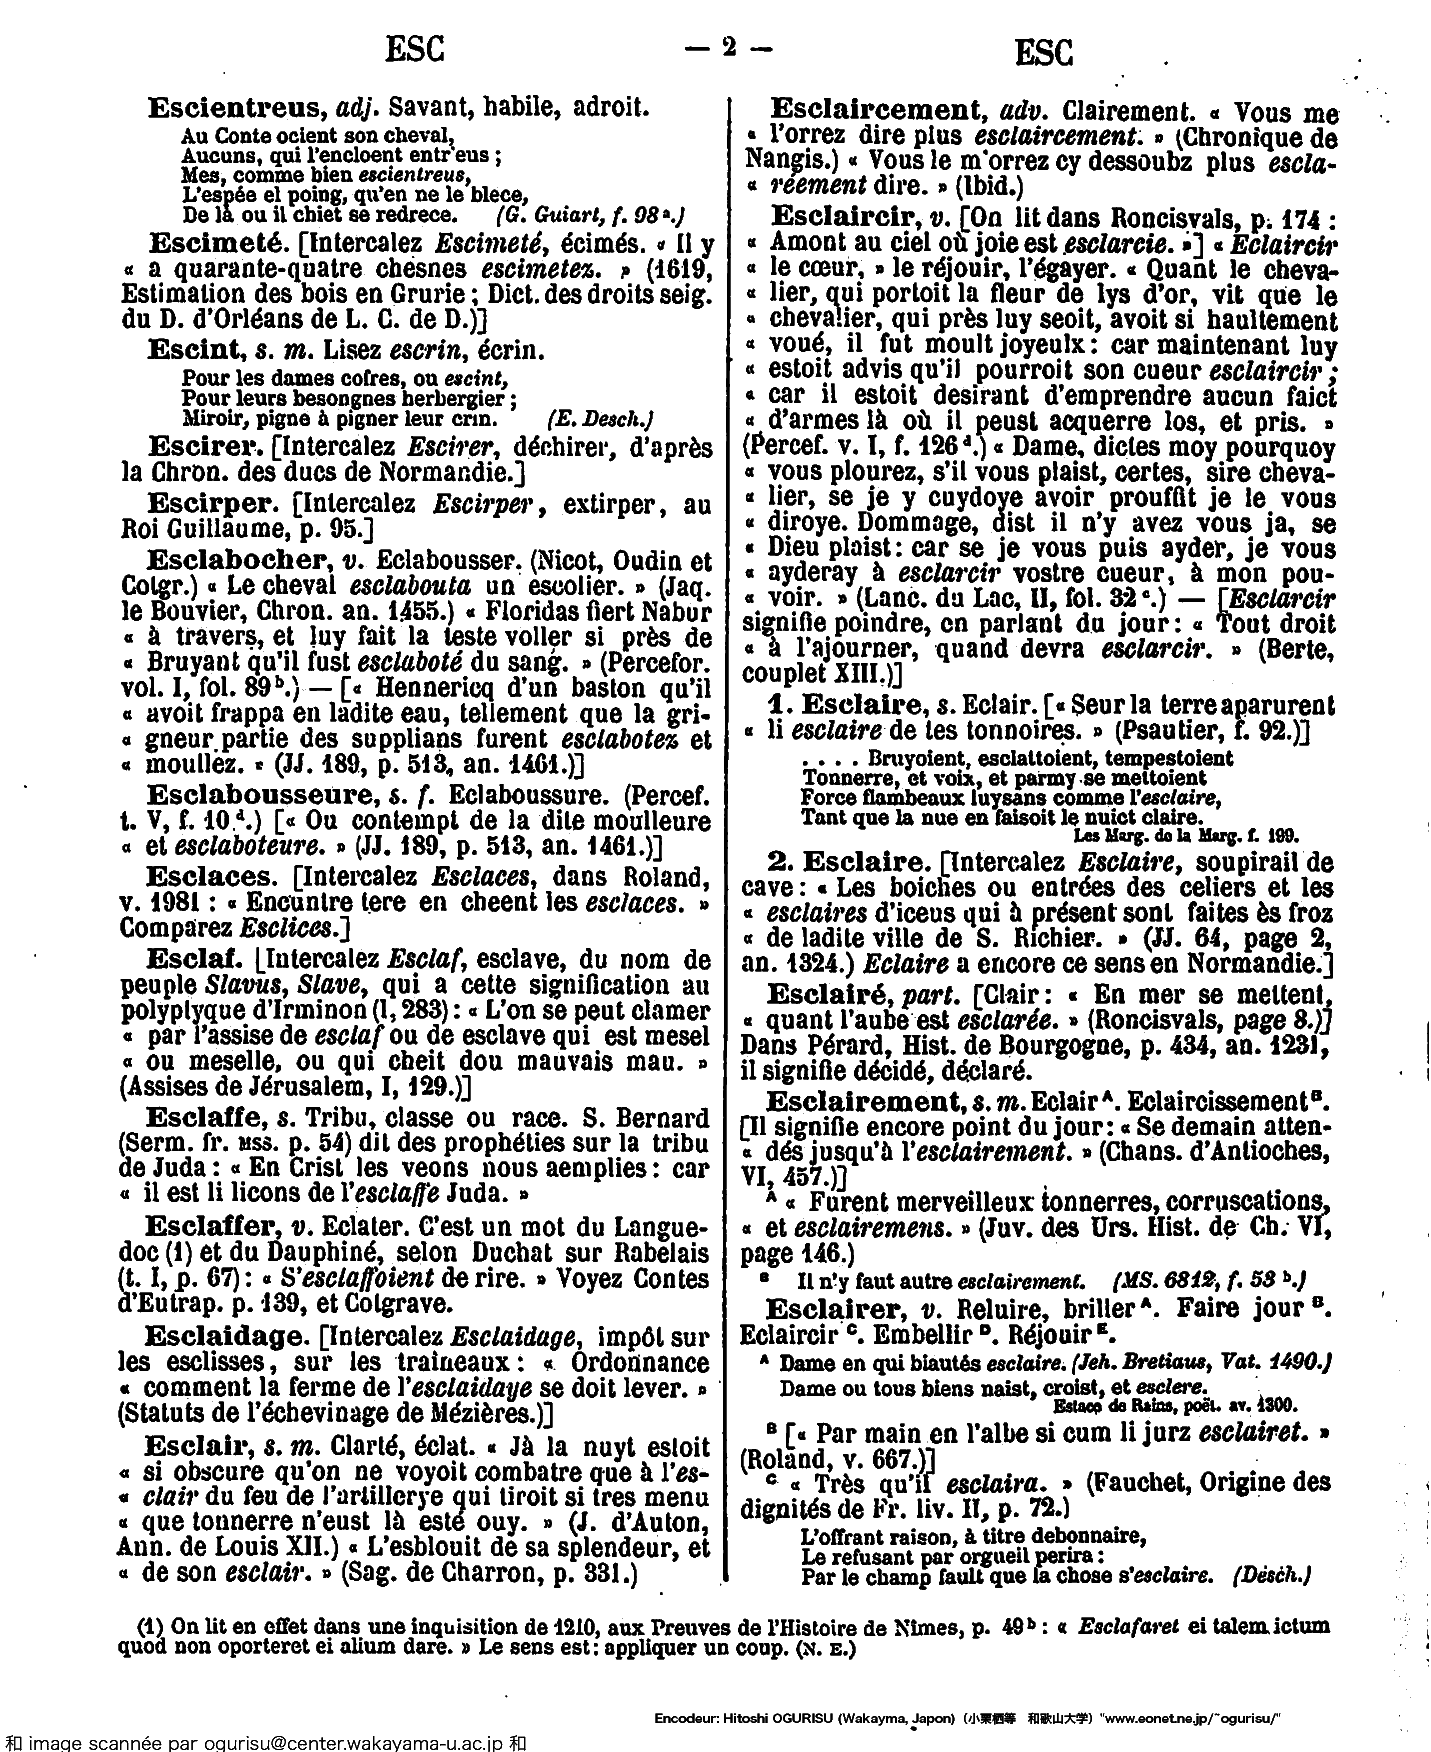 ESC
— 2 —
ESC
Escientreus, adj. Savant, habile, adroit.
Au Conte ocient son cheval,
Aucuns, qui l'encloent entr'eus ;
Mes, comme bien escientreus,
L'espée el poing, qu'en ne le blece,
De là ou il chiet se redrece. (G. Guiart, f. 98ª.)
Escimeté. [Intercalez Escimeté, écimés. « Il y
« a quarante-quatre chesnes escimetez. » (1619,
Estimation des bois en Grurie ; Dict. des droits seig.
du D. d'Orléans de L. C. de D.)]
Escint, s. m. Lisez escrin, écrin.
Pour les dames cofres, ou escint,
Pour leurs besongnes herbergier ;
Miroir, pigne à pigner leur crin. (E. Desch.)
Escirer. [Intercalez Escirer, déchirer, d'après
la Chron. des ducs de Normandie.]
Escirper. [Intercalez Escirper, extirper, au
Roi Guillaume, p. 95.]
Esclabocher, v. Eclabousser. (Nicot, Oudin et
Cotgr.) « Le cheval esclabouta un escolier. » (Jaq.
le Bouvier, Chron. an. 1455.) « Floridas fiert Nabur
« à travers, et luy fait la teste voller si près de
« Bruyant qu'il fust esclaboté du sang. » (Percefor.
vol. I, fol. 89ᵇ.) — [« Hennericq d'un baston qu'il
« avoit frappa en ladite eau, tellement que la gri-
« gneur partie des supplians furent esclabotez et
« moullez. » (JJ. 189, p. 513, an. 1461.)]
Esclabousseure, s. f. Eclaboussure. (Percef.
t. V, f. 10ᵈ.) [« Ou contempt de la dite moulleure
« et esclaboteure. » (JJ. 189, p. 513, an. 1461.)]
Esclaces. [Intercalez Esclaces, dans Roland,
v. 1981 : « Encuntre tere en cheent les esclaces. »
Comparez Esclices.]
Esclaf. [Intercalez Esclaf, esclave, du nom de
peuple Slavus, Slave, qui a cette signification au
polyptyque d'Irminon (I, 283) : « L'on se peut clamer
« par l'assise de esclaf ou de esclave qui est mesel
« ou meselle, ou qui cheit dou mauvais mau. »
(Assises de Jérusalem, I, 129.)]
Esclaffe, s. Tribu, classe ou race. S. Bernard
(Serm. fr. MSS. p. 54) dit des prophéties sur la tribu
de Juda : « En Crist les veons nous aemplies : car
« il est li licons de l'esclaffe Juda. »
Esclaffer, v. Eclater. C'est un mot du Langue-
doc (1) et du Dauphiné, selon Duchat sur Rabelais
(t. I, p. 67) : « S'esclaffoient de rire. » Voyez Contes
d'Eutrap. p. 139, et Cotgrave.
Esclaidage. [Intercalez Esclaidage, impôt sur
les esclisses, sur les traineaux : « Ordonnance
« comment la ferme de l'esclaidaye se doit lever. »
(Statuts de l'échevinage de Mézières.)]
Esclair, s. m. Clarté, éclat. « Jà la nuyt estoit
« si obscure qu'on ne voyoit combatre que à l'es-
« clair du feu de l'artillerye qui tiroit si tres menu
« que tonnerre n'eust là esté ouy. » (J. d'Auton,
Ann. de Louis XII.) « L'esblouit de sa splendeur, et
« de son esclair. » (Sag. de Charron, p. 331.)
Esclaircement, adv. Clairement. « Vous me
« l'orrez dire plus esclaircement. » (Chronique de
Nangis.) « Vous le m'orrez cy dessoubz plus escla-
« réement dire. » (Ibid.)
Esclaircir, v. [On lit dans Roncisvals, p. 174 :
« Amont au ciel où joie est esclarcie. »] « Eclaircir
« le cœur, » le réjouir, l'égayer. « Quant le cheva-
« lier, qui portoit la fleur de lys d'or, vit que le
« chevalier, qui près luy seoit, avoit si haultement
« voué, il fut moult joyeulx : car maintenant luy
« estoit advis qu'il pourroit son cueur esclaircir ;
« car il estoit desirant d'emprendre aucun faict
« d'armes là où il peust acquerre los, et pris. »
(Percef. v. I, f. 126ᵈ.) « Dame, dictes moy pourquoy
« vous plourez, s'il vous plaist, certes, sire cheva-
« lier, se je y cuydoye avoir prouffit je le vous
« diroye. Dommage, dist il n'y avez vous ja, se
« Dieu plaist : car se je vous puis ayder, je vous
« ayderay à esclarcir vostre cueur, à mon pou-
« voir. » (Lanc. du Lac, II, fol. 32ᶜ.) — [Esclarcir
signifie poindre, en parlant du jour : « Tout droit
« à l'ajourner, quand devra esclarcir. » (Berte,
couplet XIII.)]
1. Esclaire, s. Eclair. [« Seur la terre aparurent
« li esclaire de tes tonnoires. » (Psautier, f. 92.)]
. . . . Bruyoient, esclattoient, tempestoient
Tonnerre, et voix, et parmy se mettoient
Force flambeaux luysans comme l'esclaire,
Tant que la nue en faisoit le nuict claire.
Les Marg. de la Marg. f. 199.
2. Esclaire. [Intercalez Esclaire, soupirail de
cave : « Les boiches ou entrées des celiers et les
« esclaires d'iceus qui à présent sont faites ès froz
« de ladite ville de S. Richier. » (JJ. 64, page 2,
an. 1324.) Eclaire a encore ce sens en Normandie.]
Esclairé, part. [Clair : « En mer se mettent,
« quant l'aube est esclarée. » (Roncisvals, page 8.)]
Dans Pérard, Hist. de Bourgogne, p. 434, an. 1231,
il signifie décidé, déclaré.
Esclairement, s. m. Eclair ᴬ. Eclaircissement ᴮ.
[Il signifie encore point du jour : « Se demain atten-
« dés jusqu'à l'esclairement. » (Chans. d'Antioches,
VI, 457.)]
ᴬ « Furent merveilleux tonnerres, corruscations,
« et esclairemens. » (Juv. des Urs. Hist. de Ch. VI,
page 146.)
ᴮ Il n'y faut autre esclairement. (MS. 6812, f. 53 ᵇ.)
Esclairer, v. Reluire, briller ᴬ. Faire jour ᴮ.
Eclaircir ᶜ. Embellir ᴰ. Réjouir ᴱ.
ᴬ Dame en qui biautés esclaire. (Jeh. Bretiaus, Vat. 1490.)
Dame ou tous biens naist, croist, et esclere.
Estace de Rains, poët. av. 1300.
ᴮ [« Par main en l'albe si cum li jurz esclairet. »
(Roland, v. 667.)]
ᶜ « Très qu'il esclaira. » (Fauchet, Origine des
dignités de Fr. liv. II, p. 72.)
L'offrant raison, à titre debonnaire,
Le refusant par orgueil perira :
Par le champ fault que la chose s'esclaire. (Desch.)
(1) On lit en effet dans une inquisition de 1210, aux Preuves de l'Histoire de Nîmes, p. 49ᵇ : « Esclafaret ei talem ictum
quod non oporteret ei alium dare. » Le sens est : appliquer un coup. (N. E.)
Encodeur: Hitoshi OGURISU (Wakayma, Japon) (小栗栖等 和歌山大学) "www.eonet.ne.jp/~ogurisu/"
和 image scannée par ogurisu@center.wakayama-u.ac.jp 和